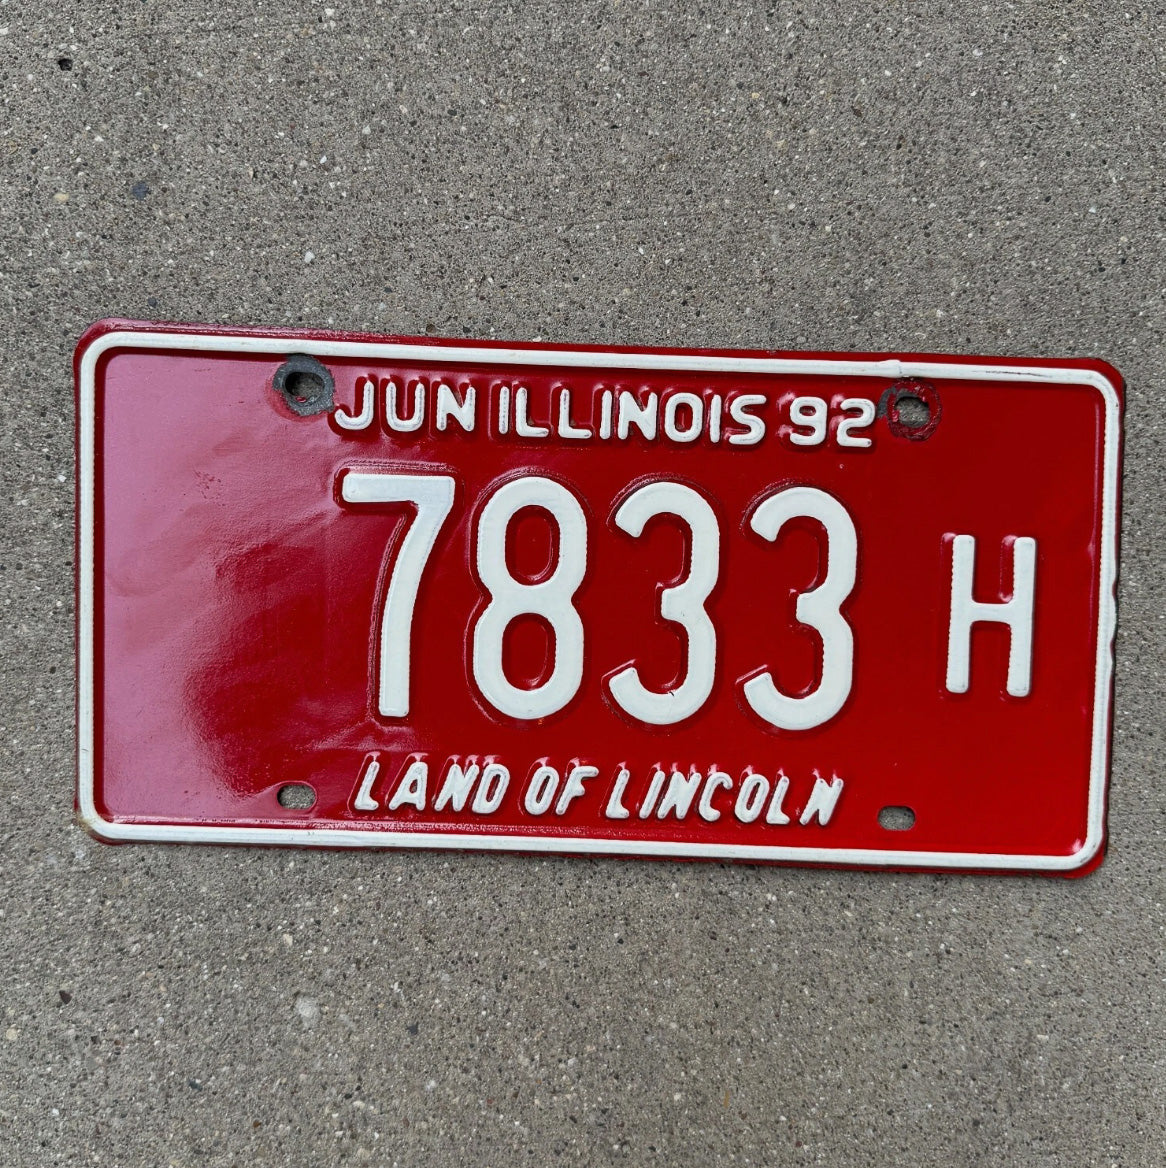 JUN ILLINOIS 92
7833 H
LAND OF LINCOLN